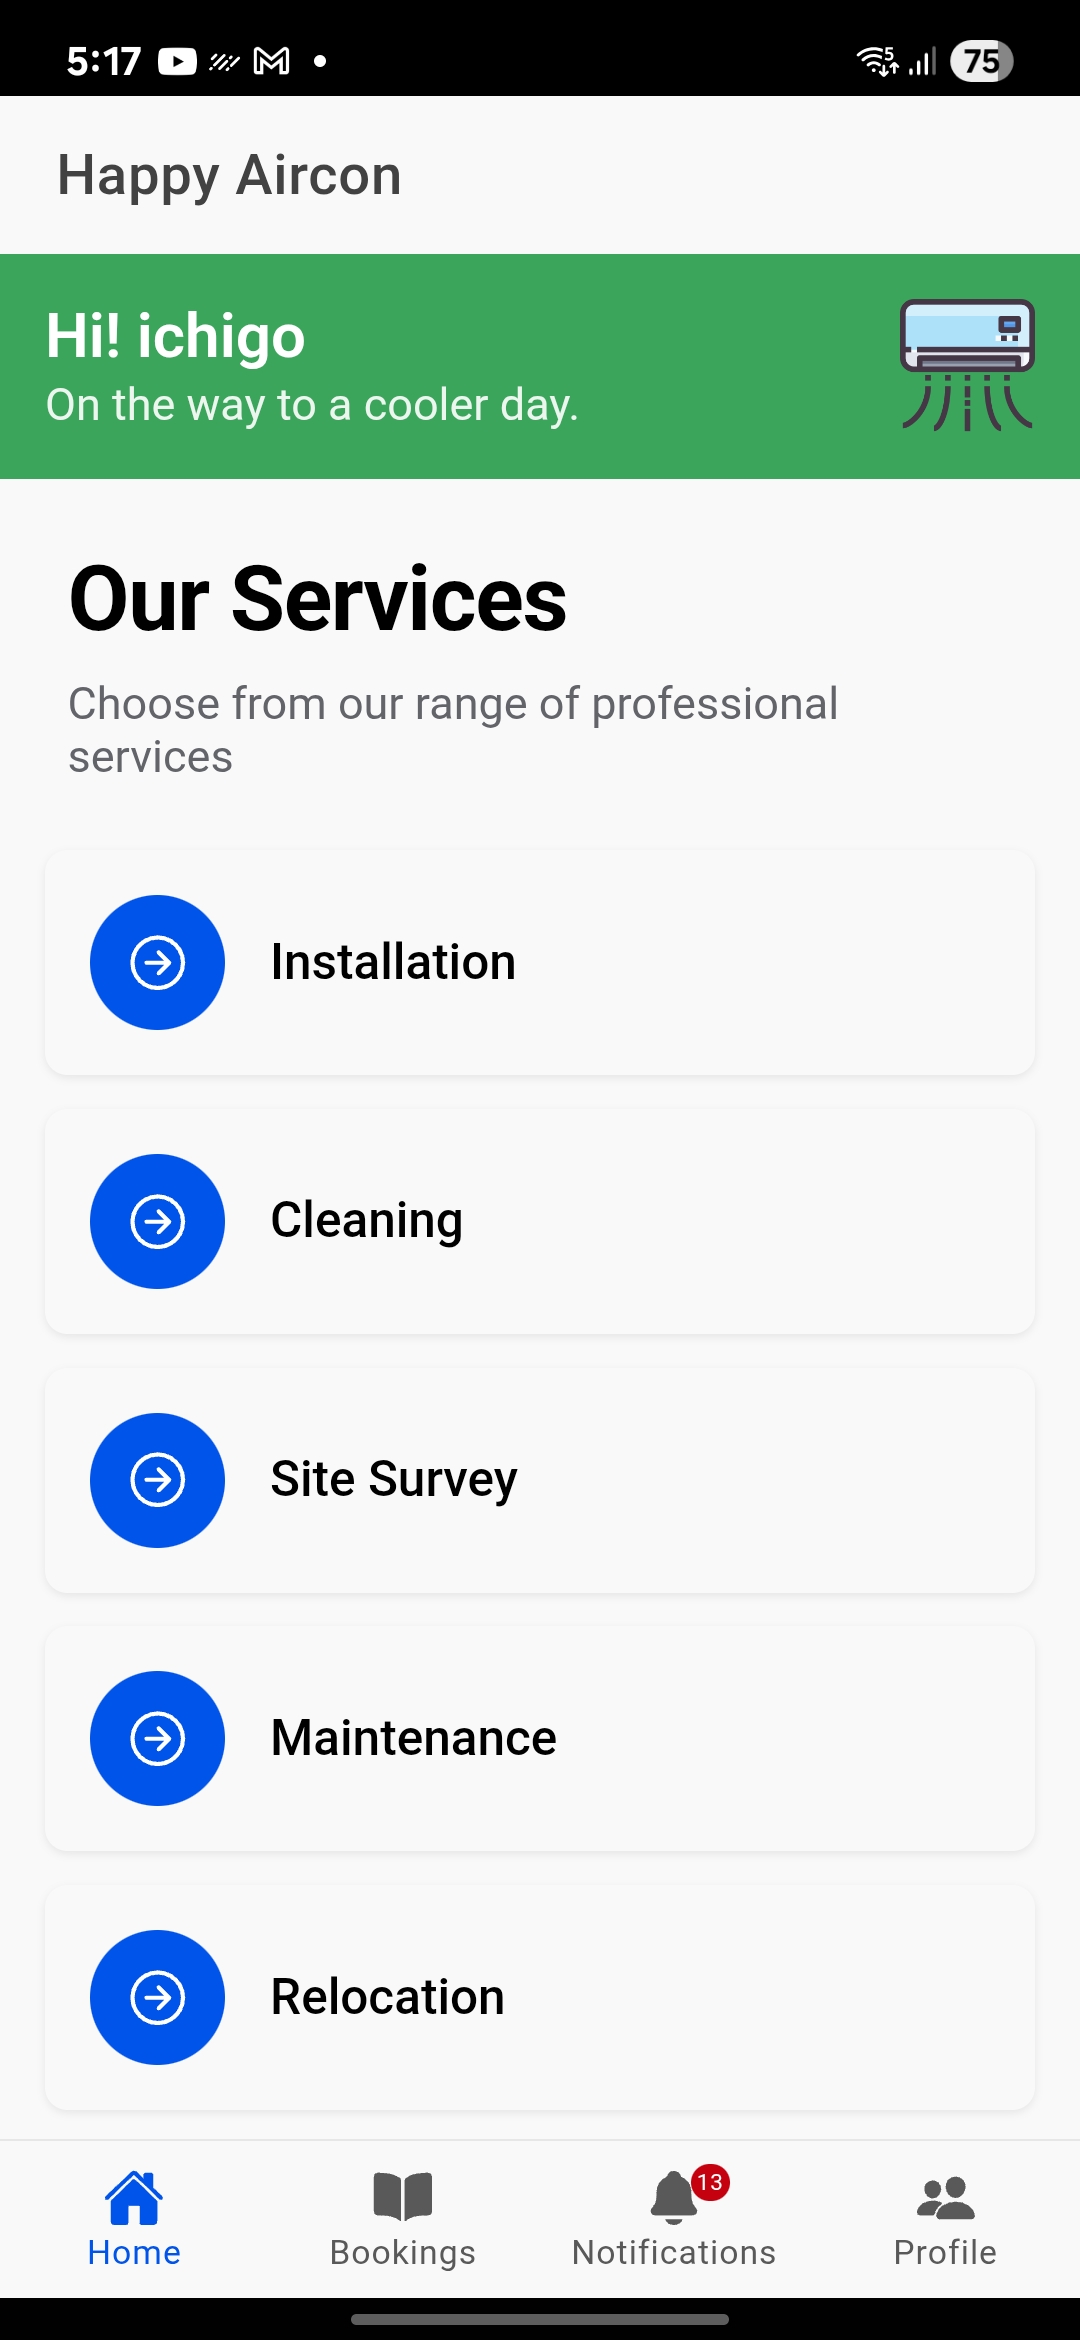 5:17
5
75
Happy Aircon
Hi! ichigo
On the way to a cooler day.
Our Services
Choose from our range of professional
services
Installation
Cleaning
Site Survey
Maintenance
Relocation
13
Home
Bookings
Notifications
Profile